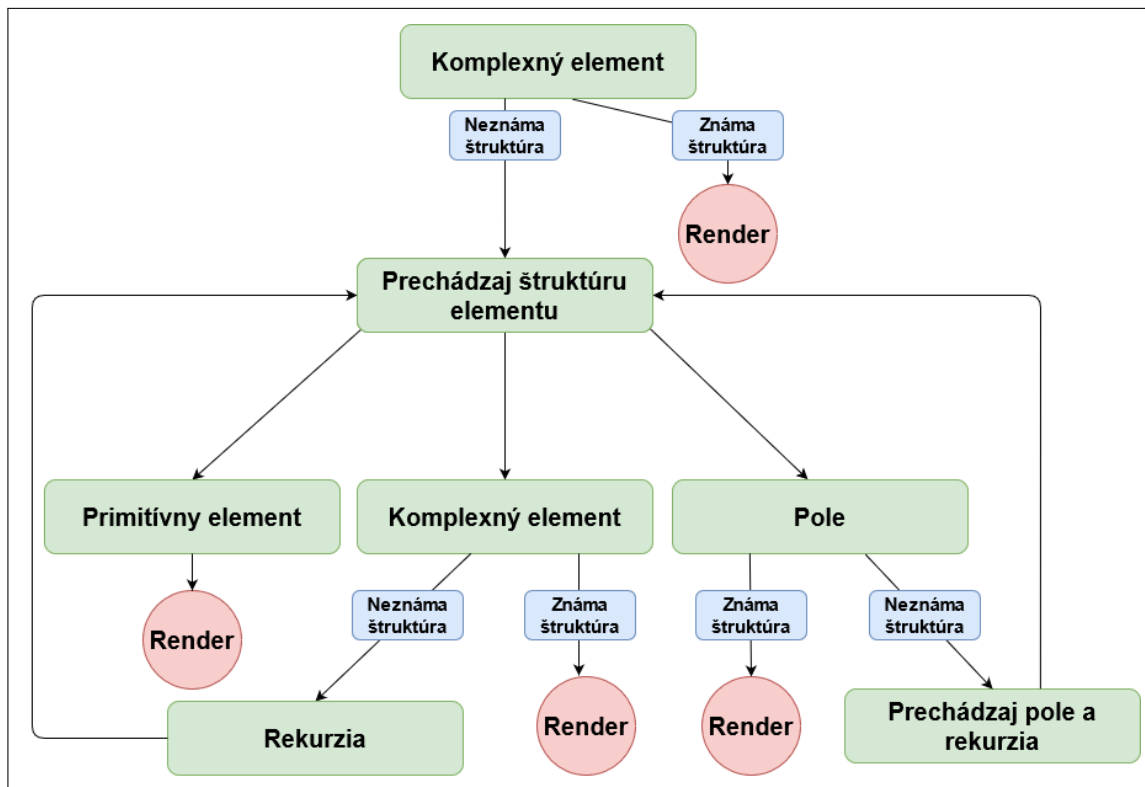 Komplexný element
Neznáma
štruktúra
Známa
štruktúra
Render
Prechádzaj štruktúru
elementu
Primitívny element
Komplexný element
Pole
Render
Neznáma
štruktúra
Známa
štruktúra
Známa
štruktúra
Neznáma
štruktúra
Rekurzia
Render
Render
Prechádzaj pole a
rekurzia